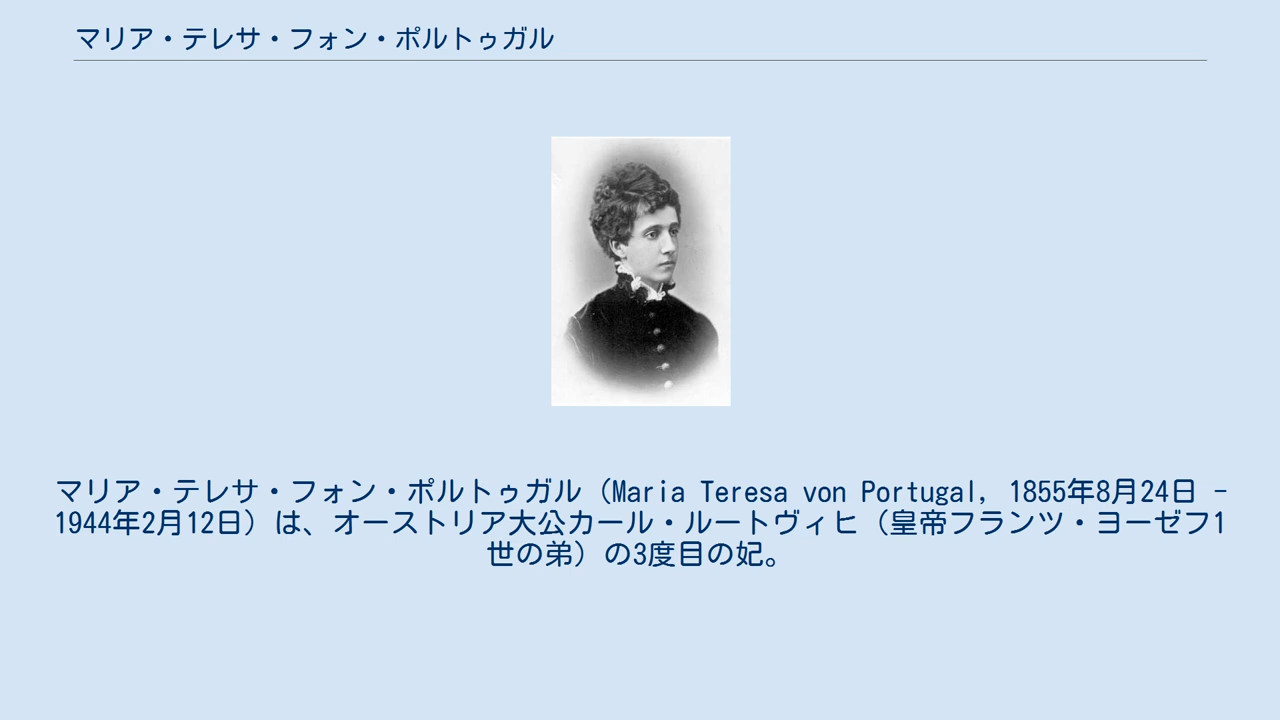 マリア・テレサ・フォン・ポルトゥガル
マリア・テレサ・フォン・ポルトゥガル（Maria Teresa von Portugal, 1855年8月24日 -
1944年2月12日）は、オーストリア大公カール・ルートヴィヒ（皇帝フランツ・ヨーゼフ1
世の弟）の3度目の妃。